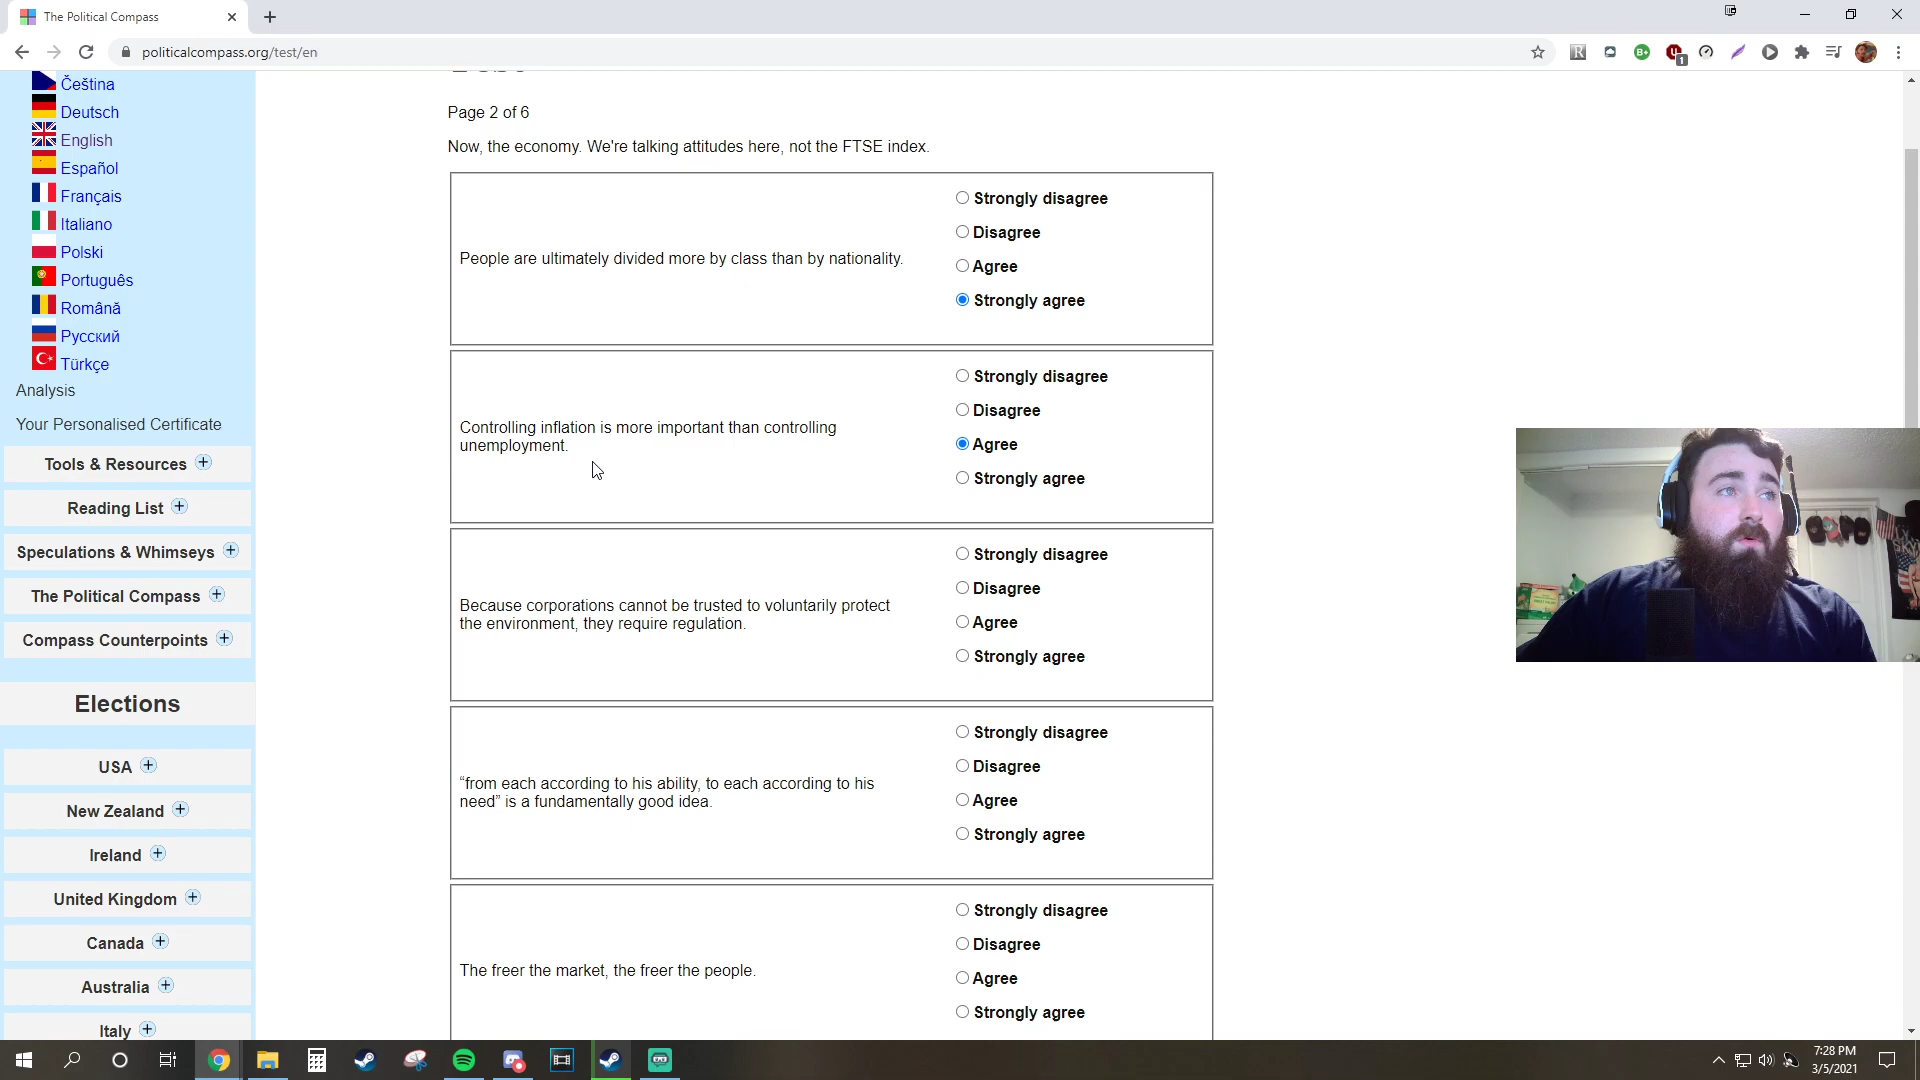 The Political Compass
politicalcompass.org/test/en
1
Čeština
Deutsch
English
Español
Français
Italiano
Polski
Português
Română
Русский
Türkçe
Analysis
Your Personalised Certificate
Tools & Resources +
Reading List +
Speculations & Whimseys +
The Political Compass +
Compass Counterpoints +
Elections
USA +
New Zealand +
Ireland +
United Kingdom +
Canada +
Australia +
Italy +
Page 2 of 6
Now, the economy. We're talking attitudes here, not the FTSE index.
People are ultimately divided more by class than by nationality.
Strongly disagree
Disagree
Agree
Strongly agree
Controlling inflation is more important than controlling
unemployment.
Strongly disagree
Disagree
Agree
Strongly agree
Because corporations cannot be trusted to voluntarily protect
the environment, they require regulation.
Strongly disagree
Disagree
Agree
Strongly agree
“from each according to his ability, to each according to his
need” is a fundamentally good idea.
Strongly disagree
Disagree
Agree
Strongly agree
The freer the market, the freer the people.
Strongly disagree
Disagree
Agree
Strongly agree
7:28 PM
3/5/2021